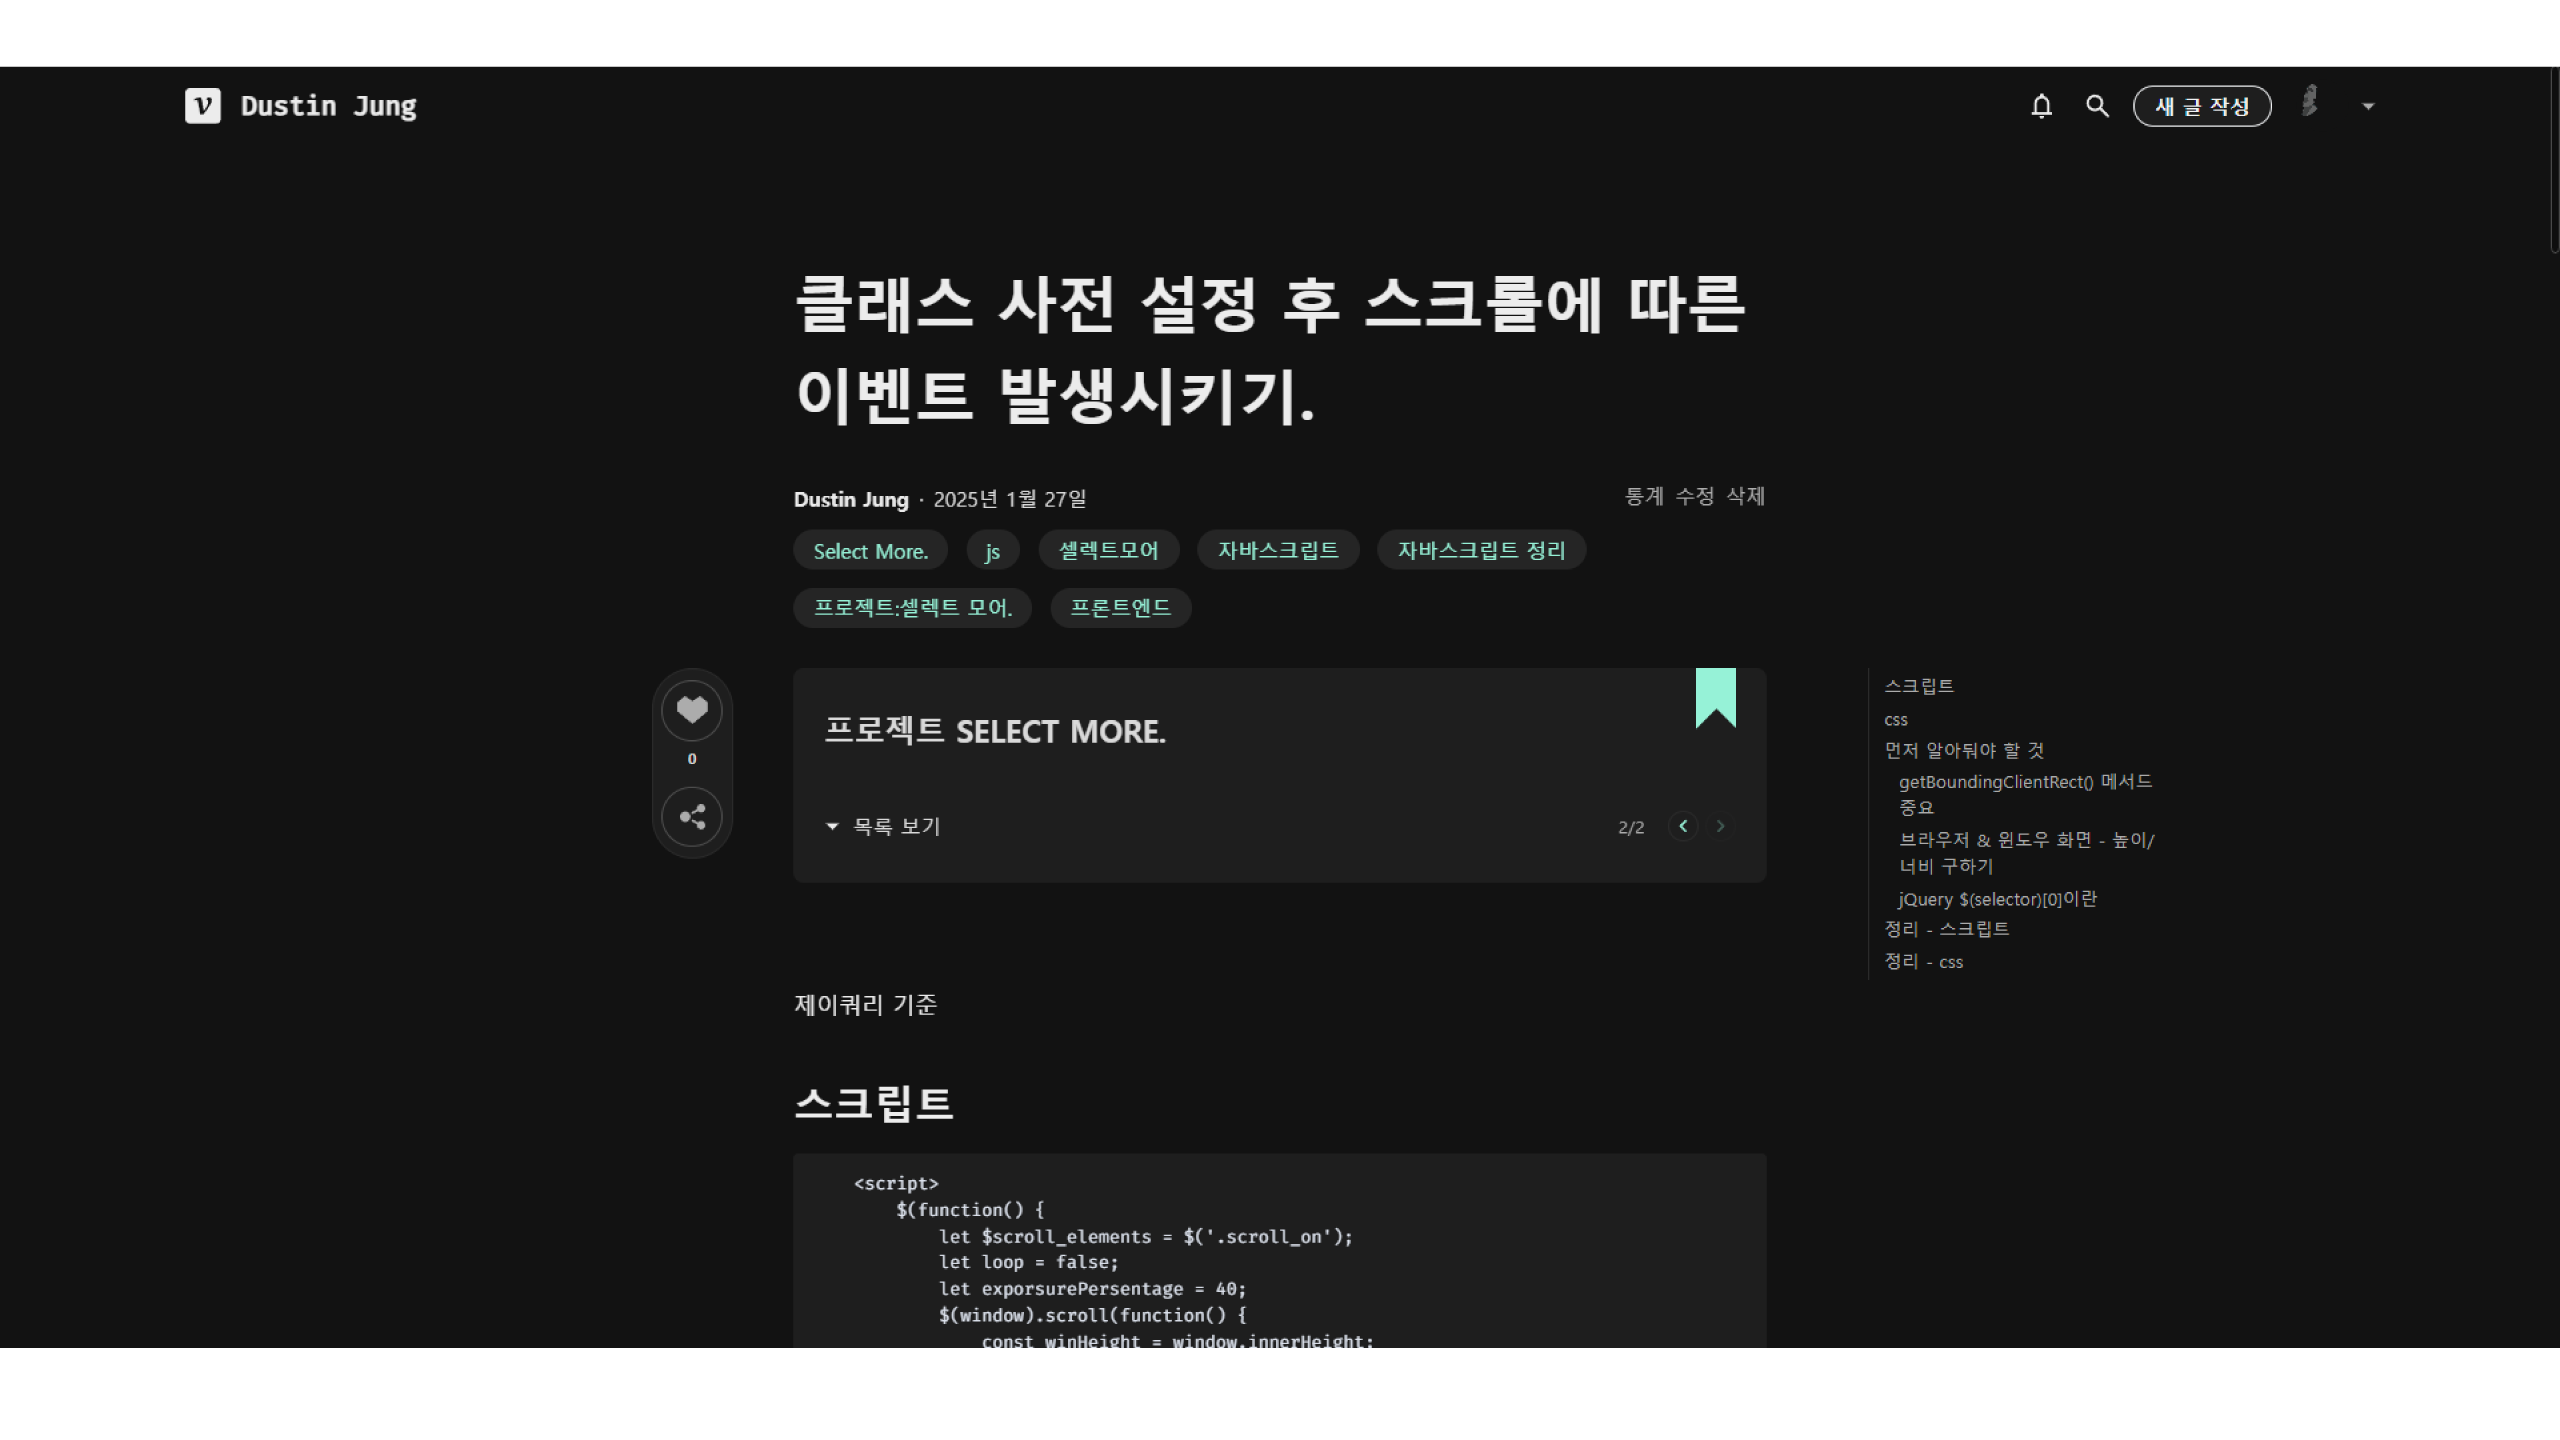 v Dustin Jung
새 글 작성
클래스 사전 설정 후 스크롤에 따른
이벤트 발생시키기.
Dustin Jung · 2025년 1월 27일
통계 수정 삭제
Select More. js 셀렉트모어 자바스크립트 자바스크립트 정리
프로젝트:셀렉트 모어. 프론트엔드
0
프로젝트 SELECT MORE.
목록 보기
2/2
스크립트
css
먼저 알아둬야 할 것
getBoundingClientRect() 메서드
중요
브라우저 & 윈도우 화면 - 높이/
너비 구하기
jQuery $(selector)[0]이란
정리 - 스크립트
정리 - css
제이쿼리 기준
스크립트
<script>
$(function() {
let $scroll_elements = $('.scroll_on');
let loop = false;
let exporsurePersentage = 40;
$(window).scroll(function() {
const winHeight = window.innerHeight;